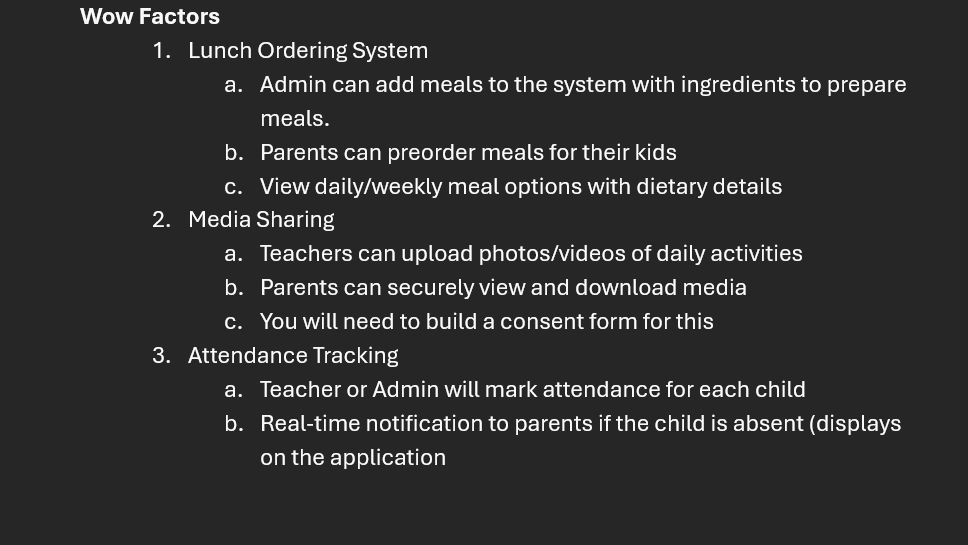 Wow Factors
1. Lunch Ordering System
a. Admin can add meals to the system with ingredients to prepare
meals.
b. Parents can preorder meals for their kids
c. View daily/weekly meal options with dietary details
2. Media Sharing
a. Teachers can upload photos/videos of daily activities
b. Parents can securely view and download media
c. You will need to build a consent form for this
3. Attendance Tracking
a. Teacher or Admin will mark attendance for each child
b. Real-time notification to parents if the child is absent (displays
on the application